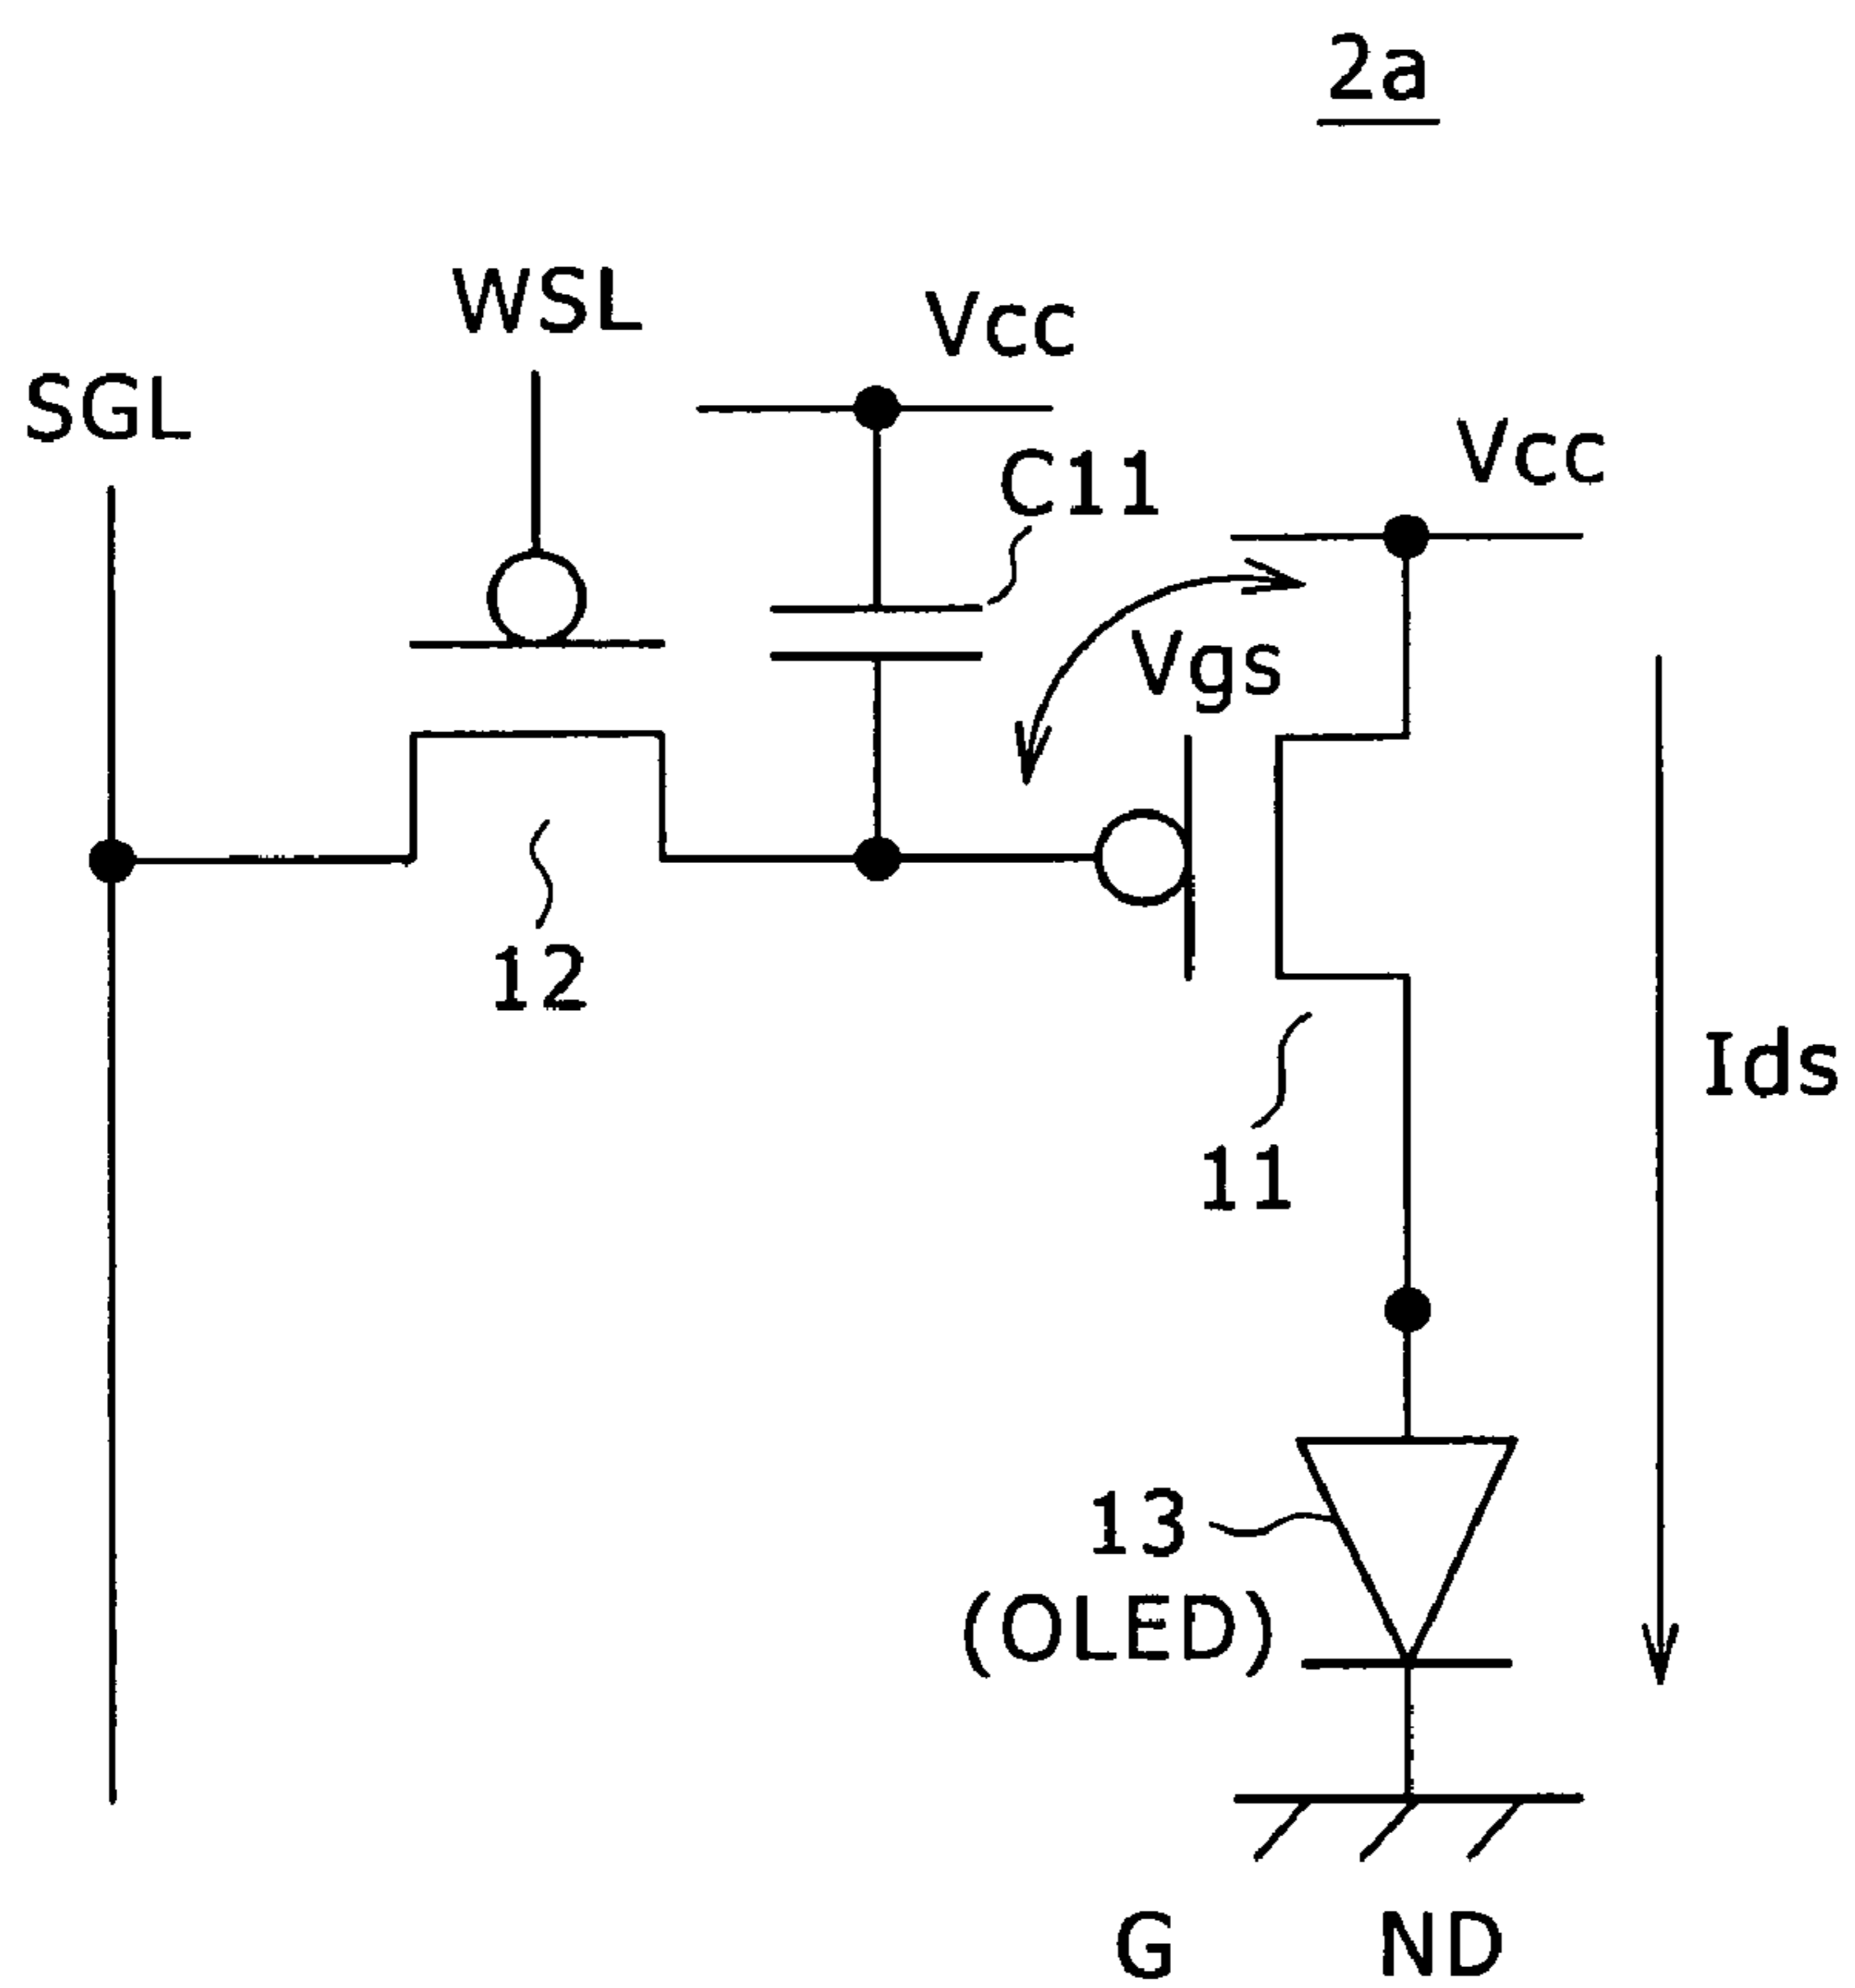 2a
WSL
Vcc
SGL
C11
Vcc
Vgs
12
Ids
11
13
(OLED)
G ND